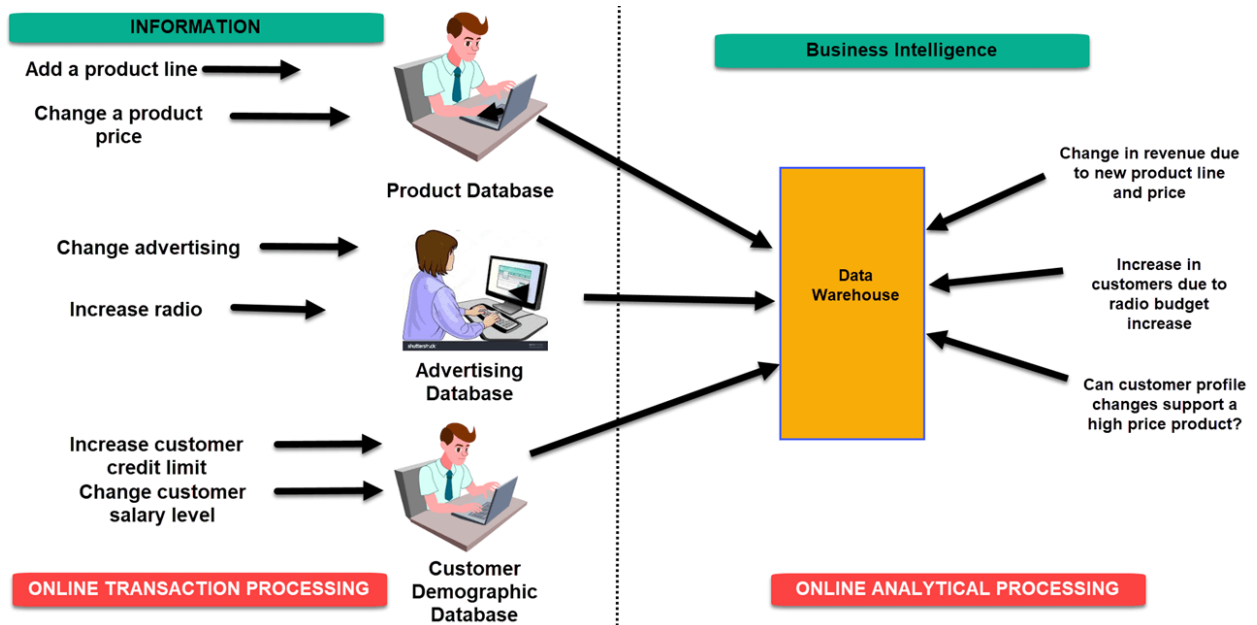 INFORMATION
Add a product line
Change a product
price
Product Database
Change advertising
Increase radio
shutterstock
Advertising
Database
Increase customer
credit limit
Change customer
salary level
Customer
Demographic
Database
ONLINE TRANSACTION PROCESSING
Business Intelligence
Data
Warehouse
Change in revenue due
to new product line
and price
Increase in
customers due to
radio budget
increase
Can customer profile
changes support a
high price product?
ONLINE ANALYTICAL PROCESSING